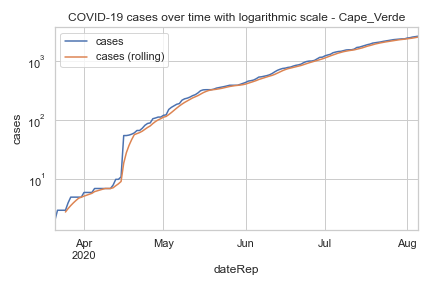 COVID-19 cases over time with logarithmic scale - Cape_Verde
cases
cases (rolling)
cases
10³
10²
10¹
Apr
2020
May
Jun
Jul
Aug
dateRep